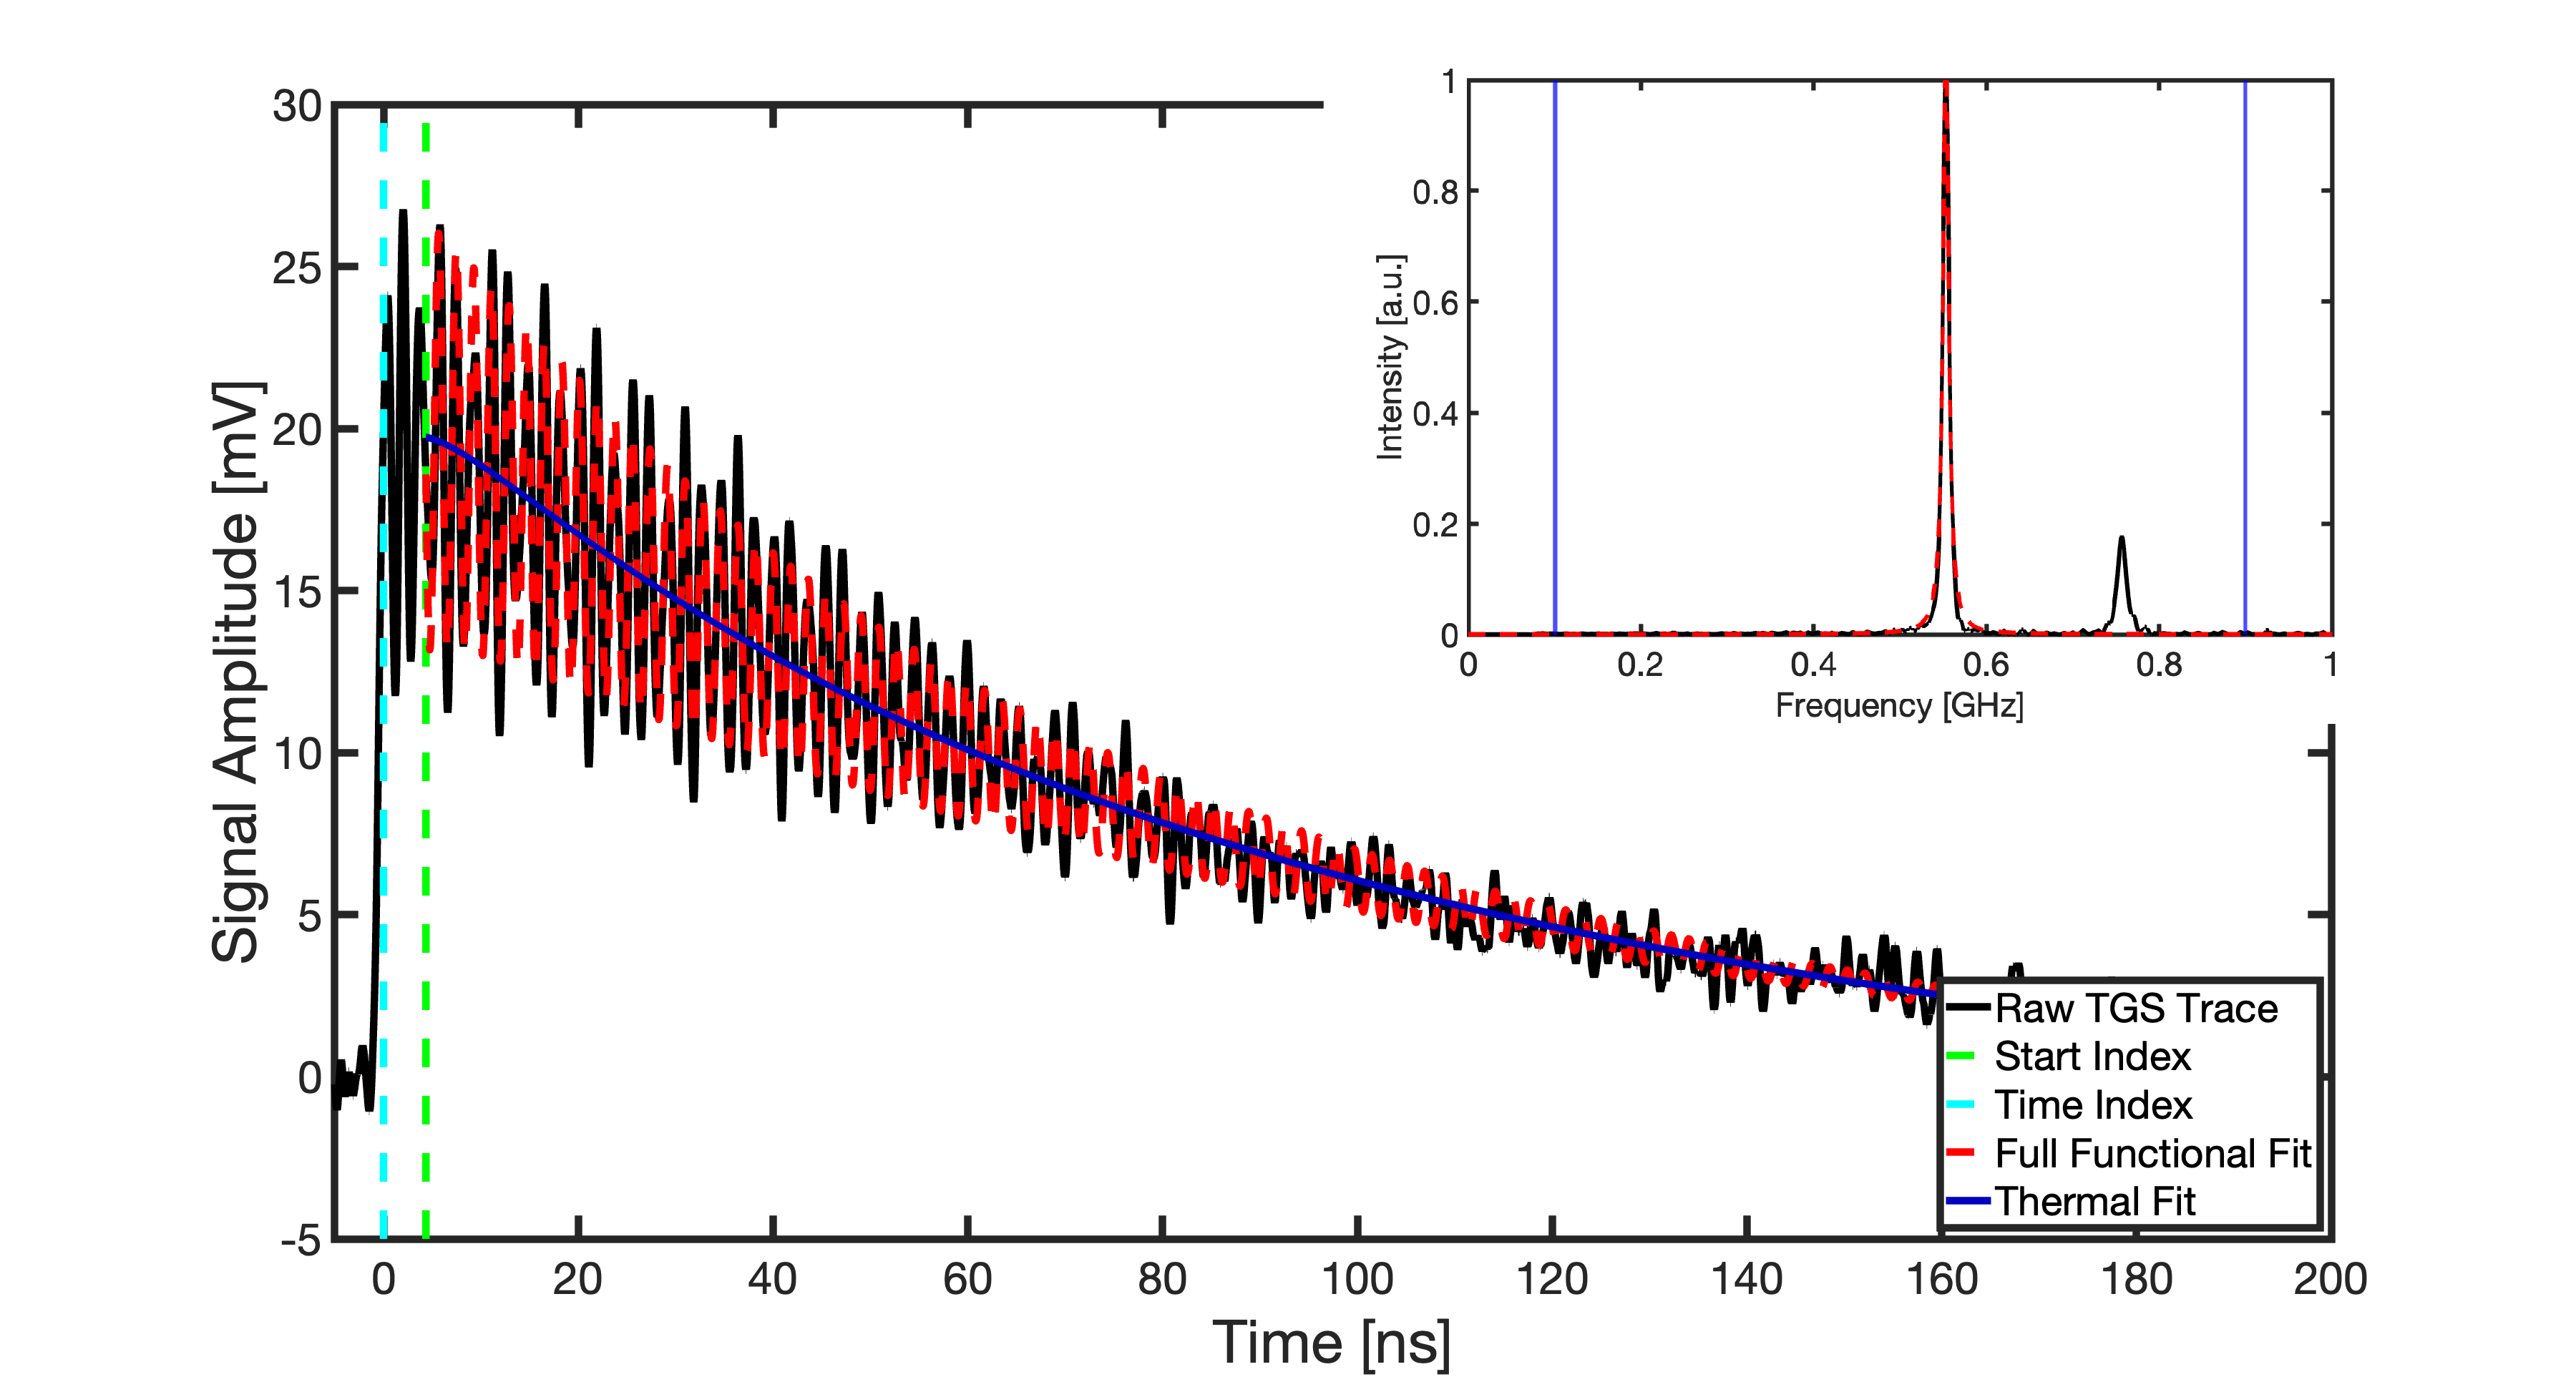 30
25
20
15
10
5
0
-5
Signal Amplitude [mV]
0 20 40 60 80 100 120 140 160 180 200
Time [ns]
1
0.8
0.6
0.4
0.2
0
Intensity [a.u.]
0 0.2 0.4 0.6 0.8 1
Frequency [GHz]
Raw TGS Trace
Start Index
Time Index
Full Functional Fit
Thermal Fit